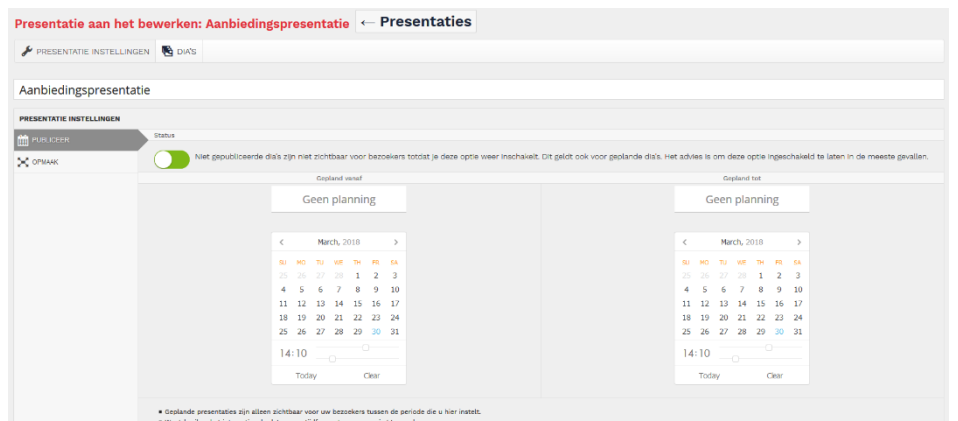 Presentatie aan het bewerken: Aanbiedingspresentatie ← Presentaties
PRESENTATIE INSTELLINGEN DIA'S
Aanbiedingspresentatie
PRESENTATIE INSTELLINGEN
PUBLICEER
OPMAAK
Status
Niet gepubliceerde dia's zijn niet zichtbaar voor bezoekers totdat je deze optie weer inschakelt. Dit geldt ook voor geplande dia's. Het advies is om deze optie ingeschakeld te laten in de meeste gevallen.
Gepland vanaf
Geen planning
< March, 2018 >
SU MO TU WE TH FR SA
25 26 27 28 1 2 3
4 5 6 7 8 9 10
11 12 13 14 15 16 17
18 19 20 21 22 23 24
25 26 27 28 29 30 31
14:10
Today Clear
Gepland tot
Geen planning
< March, 2018 >
SU MO TU WE TH FR SA
25 26 27 28 1 2 3
4 5 6 7 8 9 10
11 12 13 14 15 16 17
18 19 20 21 22 23 24
25 26 27 28 29 30 31
14:10
Today Clear
• Geplande presentaties zijn alleen zichtbaar voor uw bezoekers tussen de periode die u hier instelt.